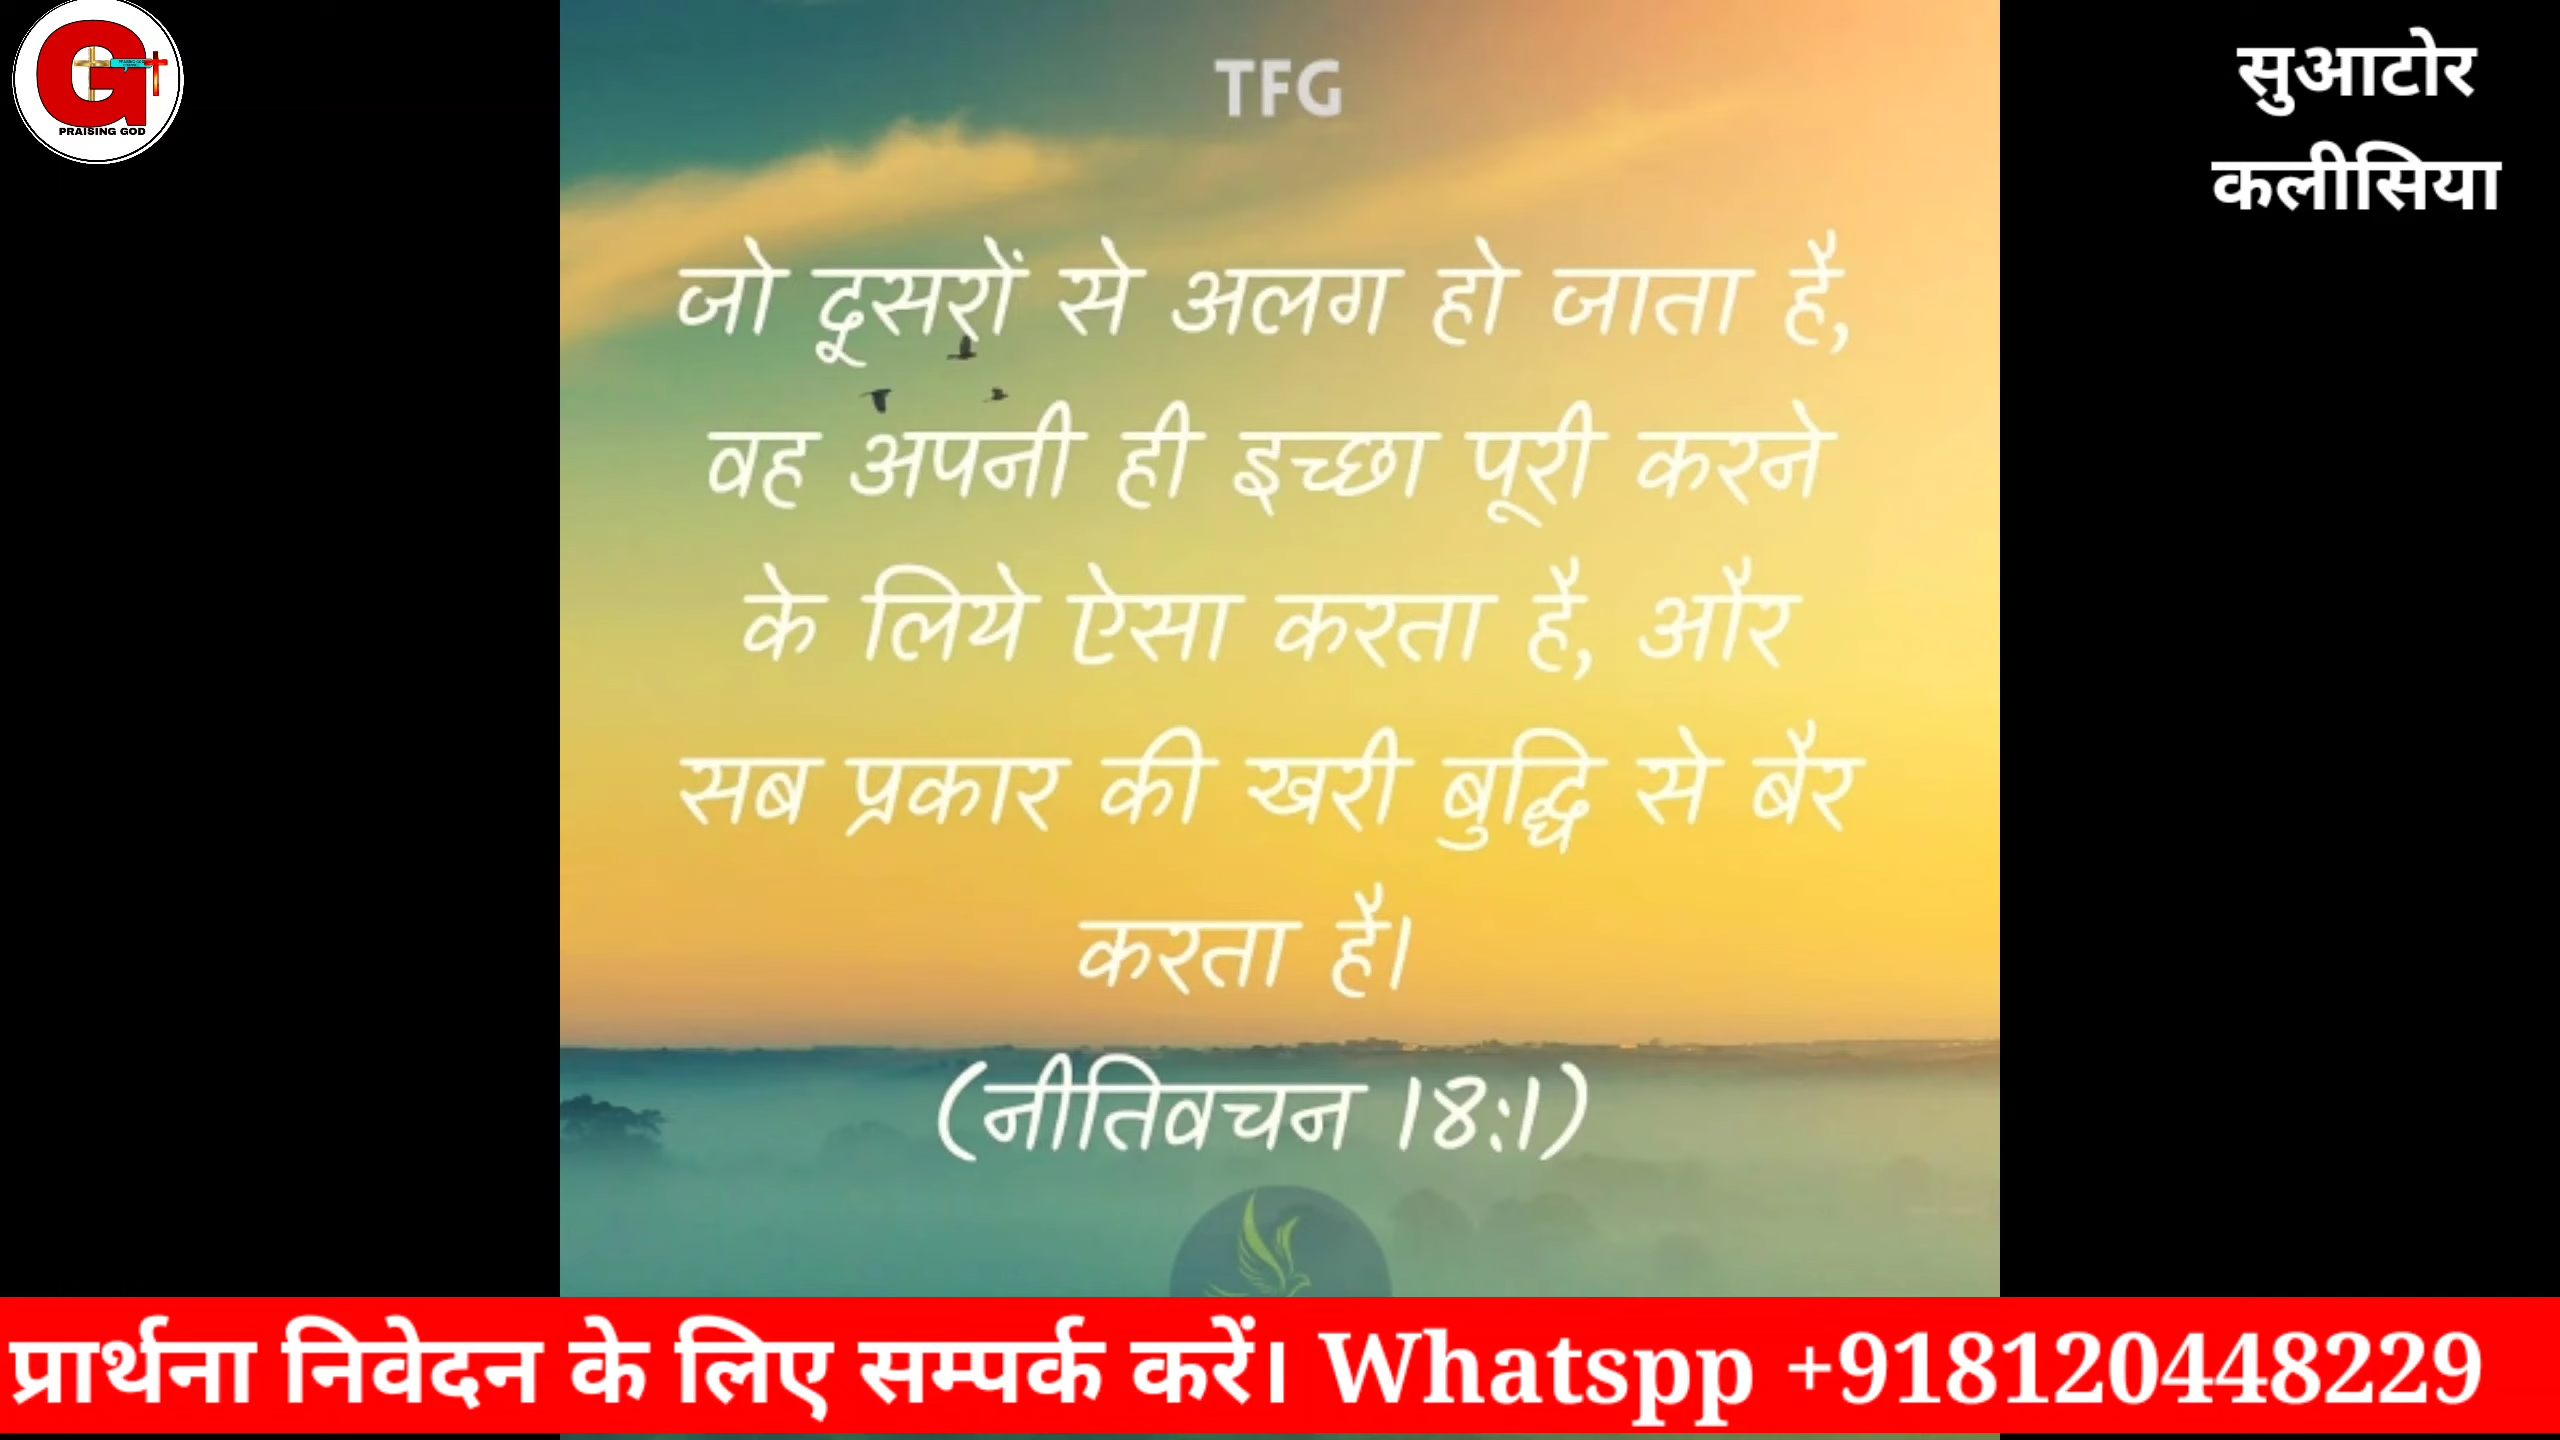 PRAISING GOD
TFG
सुआटोर
कलीसिया
जो दूसरों से अलग हो जाता है,
वह अपनी ही इच्छा पूरी करने
के लिये ऐसा करता है, और
सब प्रकार की खरी बुद्धि से बैर
करता है।
(नीतिवचन 18:1)
प्रार्थना निवेदन के लिए सम्पर्क करें। Whatspp +918120448229